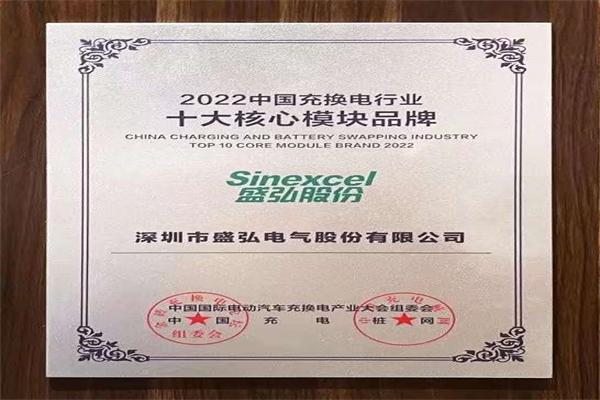 2022中国充换电行业
十大核心模块品牌
CHINA CHARGING AND BATTERY SWAPPING INDUSTRY
TOP 10 CORE MODULE BRAND 2022
Sinexcel
盛弘股份
深圳市盛弘电气股份有限公司
中国国际电动汽车充换电产业大会组委会
中国充电桩网
组委会